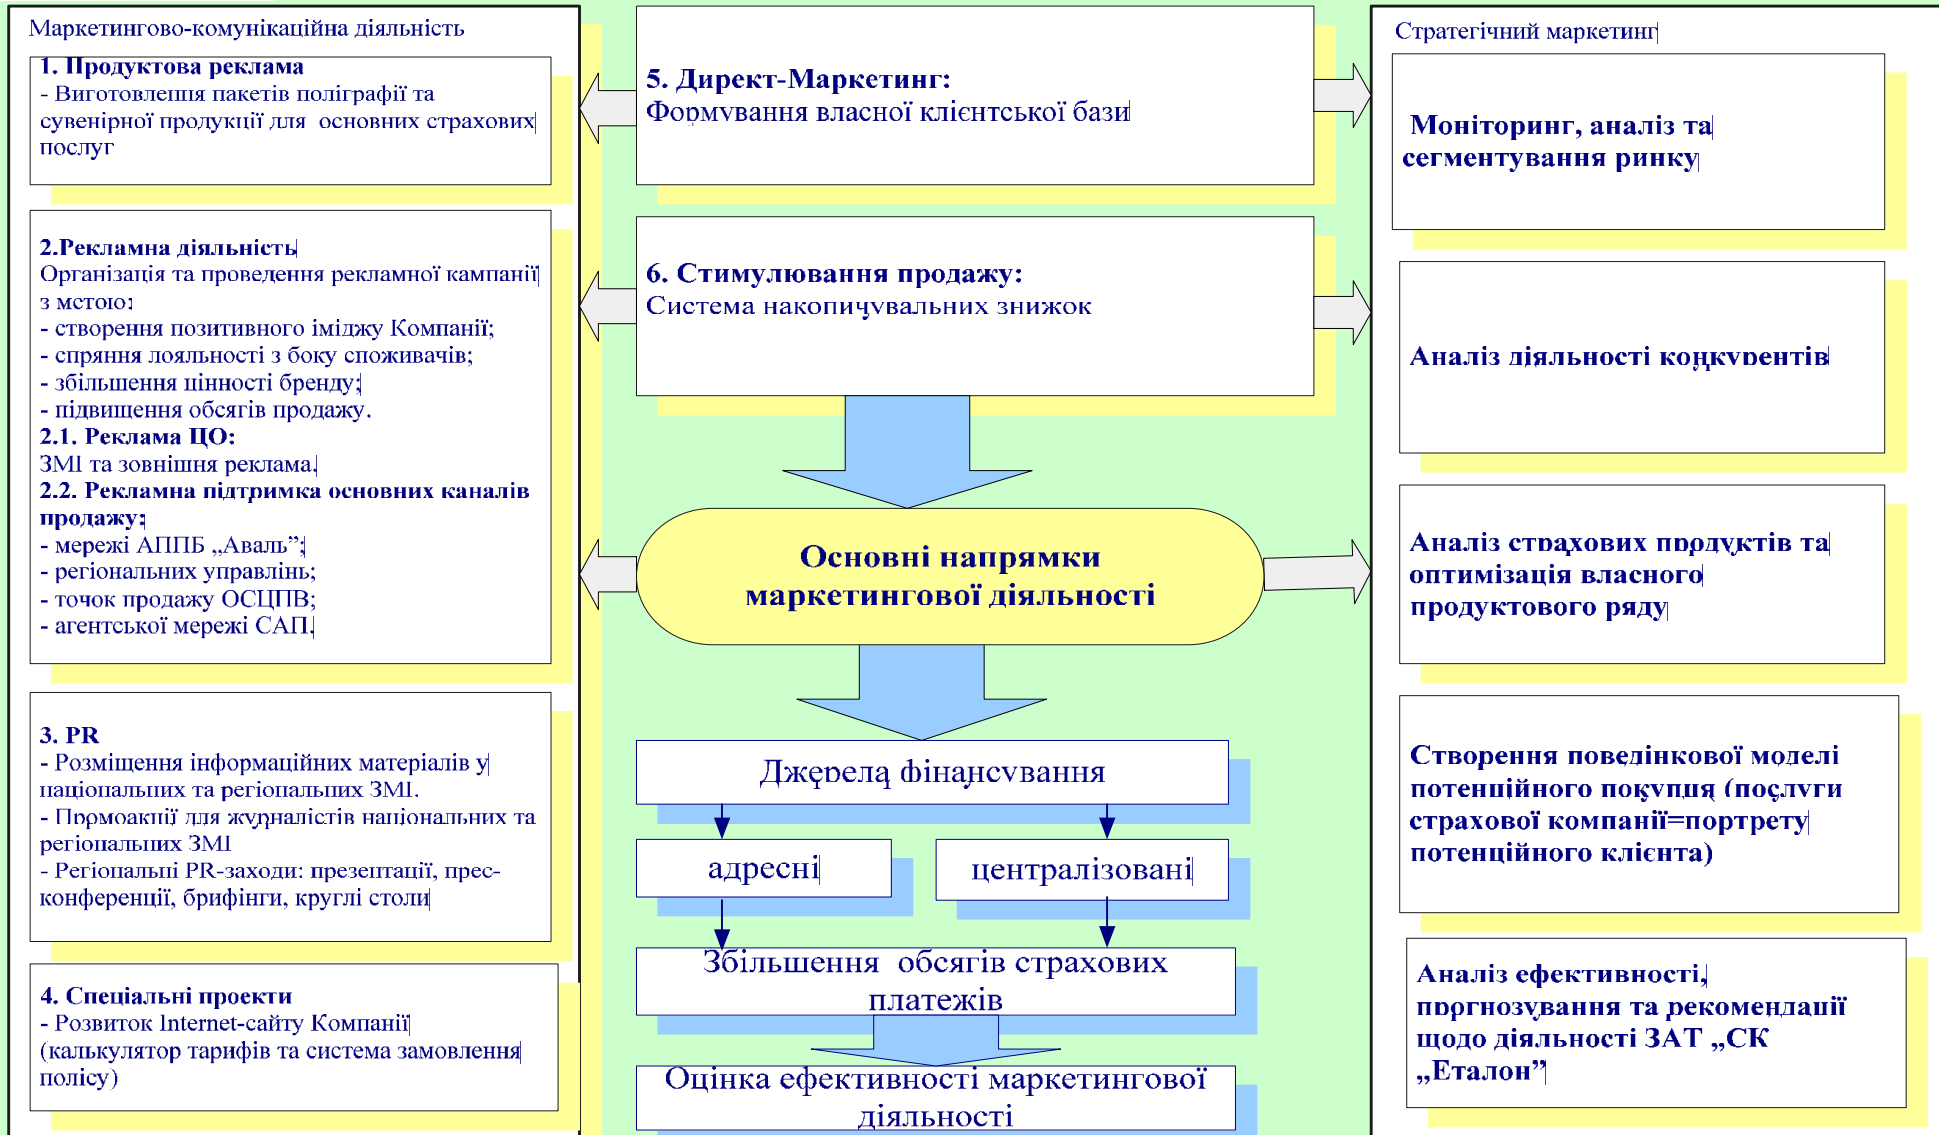 Маркетингово-комунікаційна діяльність
1. Продуктова реклама
- Виготовлення пакетів поліграфії та
сувенірної продукції для основних страхових
послуг
2.Рекламна діяльність
Організація та проведення рекламної кампанії
з метою:
- створення позитивного іміджу Компанії;
- спряння лояльності з боку споживачів;
- збільшення цінності бренду;
- підвищення обсягів продажу.
2.1. Реклама ЦО:
ЗМІ та зовнішня реклама.
2.2. Рекламна підтримка основних каналів
продажу:
- мережі АППБ „Аваль”;
- регіональних управлінь;
- точок продажу ОСЦПВ;
- агентської мережі САП.
3. PR
- Розміщення інформаційних матеріалів у
національних та регіональних ЗМІ.
- Промоакції для журналістів національних та
регіональних ЗМІ
- Регіональні PR-заходи: презентації, прес-
конференції, брифінги, круглі столи
4. Спеціальні проекти
- Розвиток Internet-сайту Компанії
(калькулятор тарифів та система замовлення
полісу)
5. Директ-Маркетинг:
Формування власної клієнтської бази
6. Стимулювання продажу:
Система накопичувальних знижок
Основні напрямки
маркетингової діяльності
Джерела фінансування
адресні
централізовані
Збільшення обсягів страхових
платежів
Оцінка ефективності маркетингової
діяльності
Стратегічний маркетинг
Моніторинг, аналіз та
сегментування ринку
Аналіз діяльності конкурентів
Аналіз страхових продуктів та
оптимізація власного
продуктового ряду
Створення поведінкової моделі
потенційного покупця (послуги
страхової компанії=портрету
потенційного клієнта)
Аналіз ефективності,
прогнозування та рекомендації
щодо діяльності ЗАТ „СК
„Еталон”